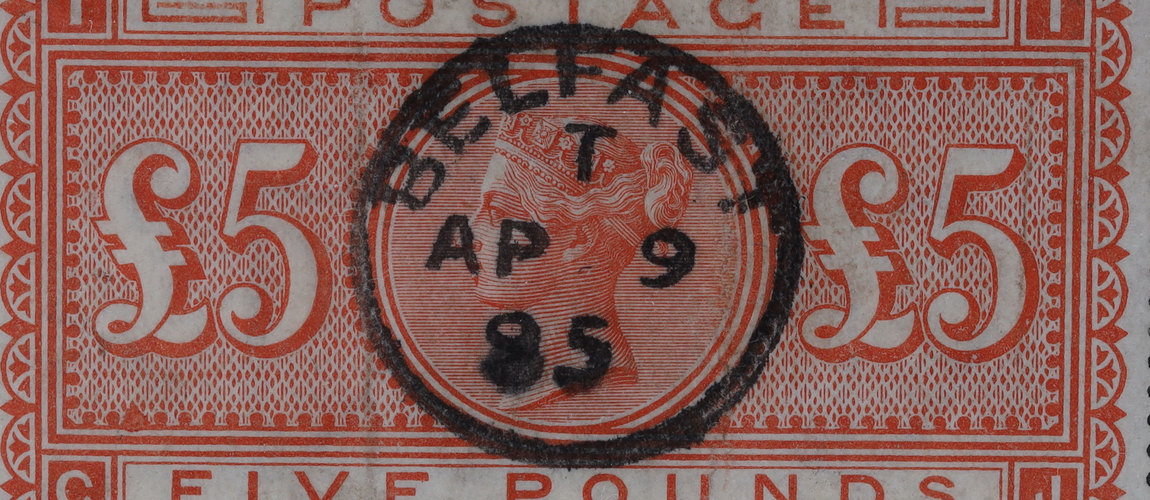 I POSTAGE I
BELFAST
T
£5 AP 9 £5
85
C FIVE POUNDS I